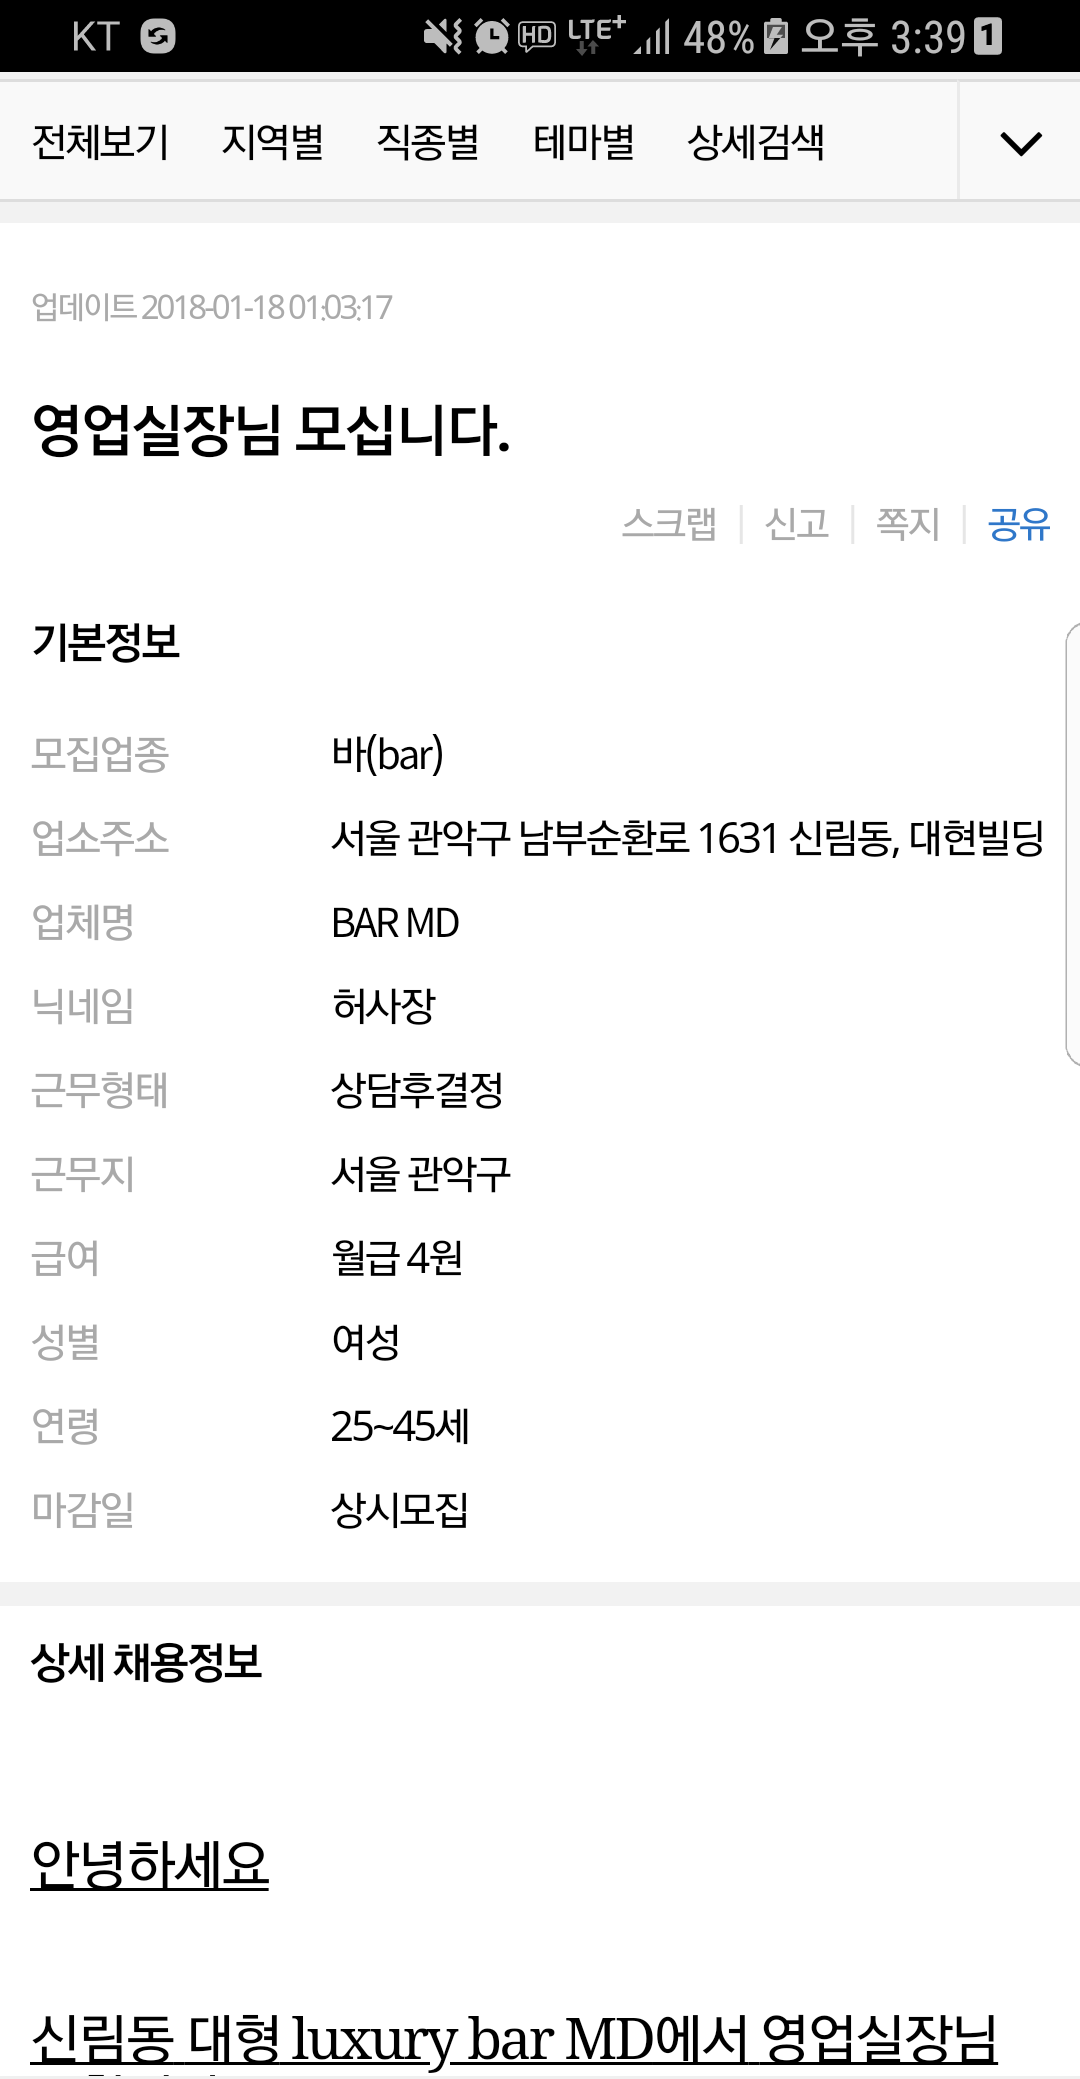 KT HD LTE+ 48% 오후 3:39 1
전체보기 지역별 직종별 테마별 상세검색
업데이트 2018-01-18 01:03:17
영업실장님 모십니다.
스크랩 신고 쪽지 공유
기본정보
모집업종 바(bar)
업소주소 서울 관악구 남부순환로 1631 신림동, 대현빌딩
업체명 BAR MD
닉네임 허사장
근무형태 상담후결정
근무지 서울 관악구
급여 월급 4원
성별 여성
연령 25~45세
마감일 상시모집
상세 채용정보
안녕하세요
신림동 대형 luxury bar MD에서 영업실장님